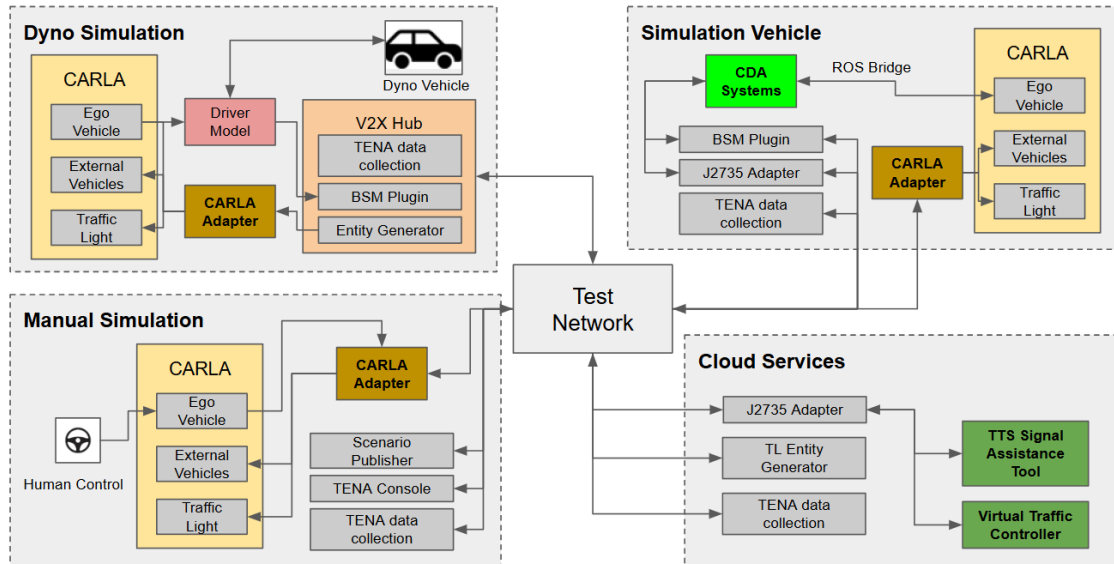 Dyno Simulation
CARLA
Ego
Vehicle
External
Vehicles
Traffic
Light
Driver
Model
CARLA
Adapter
Dyno Vehicle
V2X Hub
TENA data
collection
BSM Plugin
Entity Generator
Simulation Vehicle
CDA
Systems
ROS Bridge
BSM Plugin
J2735 Adapter
TENA data
collection
CARLA
Adapter
CARLA
Ego
Vehicle
External
Vehicles
Traffic
Light
Test
Network
Manual Simulation
Human Control
CARLA
Ego
Vehicle
External
Vehicles
Traffic
Light
CARLA
Adapter
Scenario
Publisher
TENA Console
TENA data
collection
Cloud Services
J2735 Adapter
TL Entity
Generator
TENA data
collection
TTS Signal
Assistance
Tool
Virtual Traffic
Controller